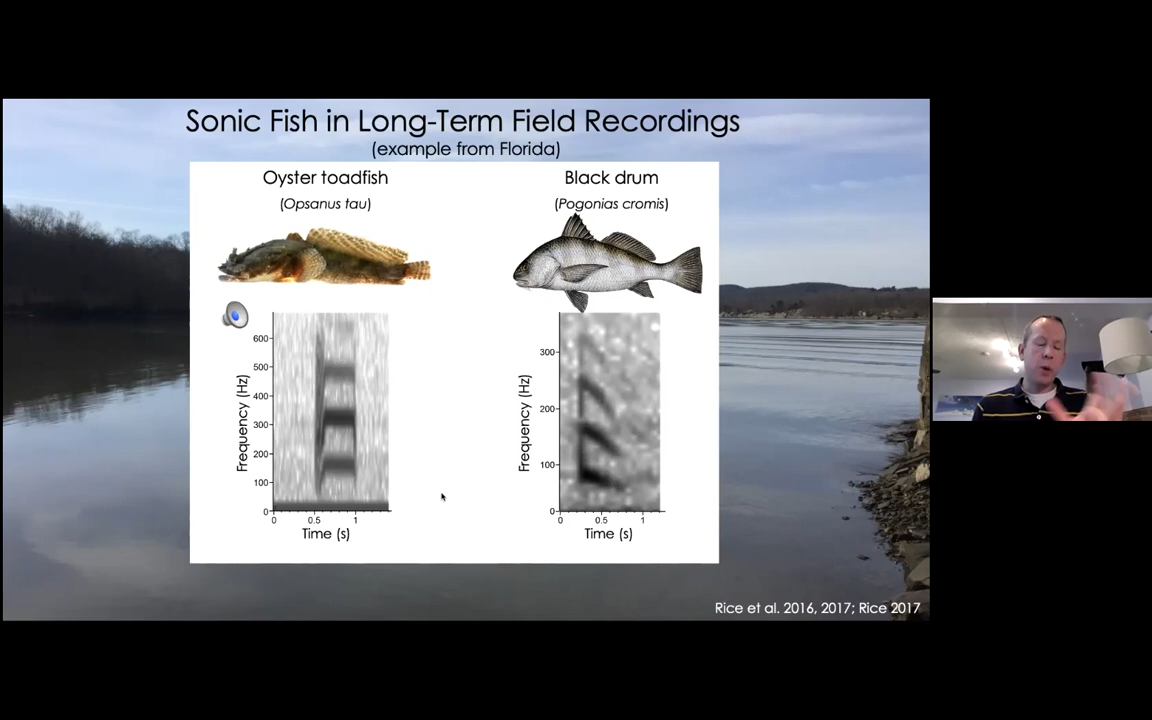 Sonic Fish in Long-Term Field Recordings
(example from Florida)
Oyster toadfish
(Opsanus tau)
600
500
400
300
200
100
0
Frequency (Hz)
0 0.5 1
Time (s)
Black drum
(Pogonias cromis)
300
200
100
0
Frequency (Hz)
0 0.5 1
Time (s)
Rice et al. 2016, 2017; Rice 2017